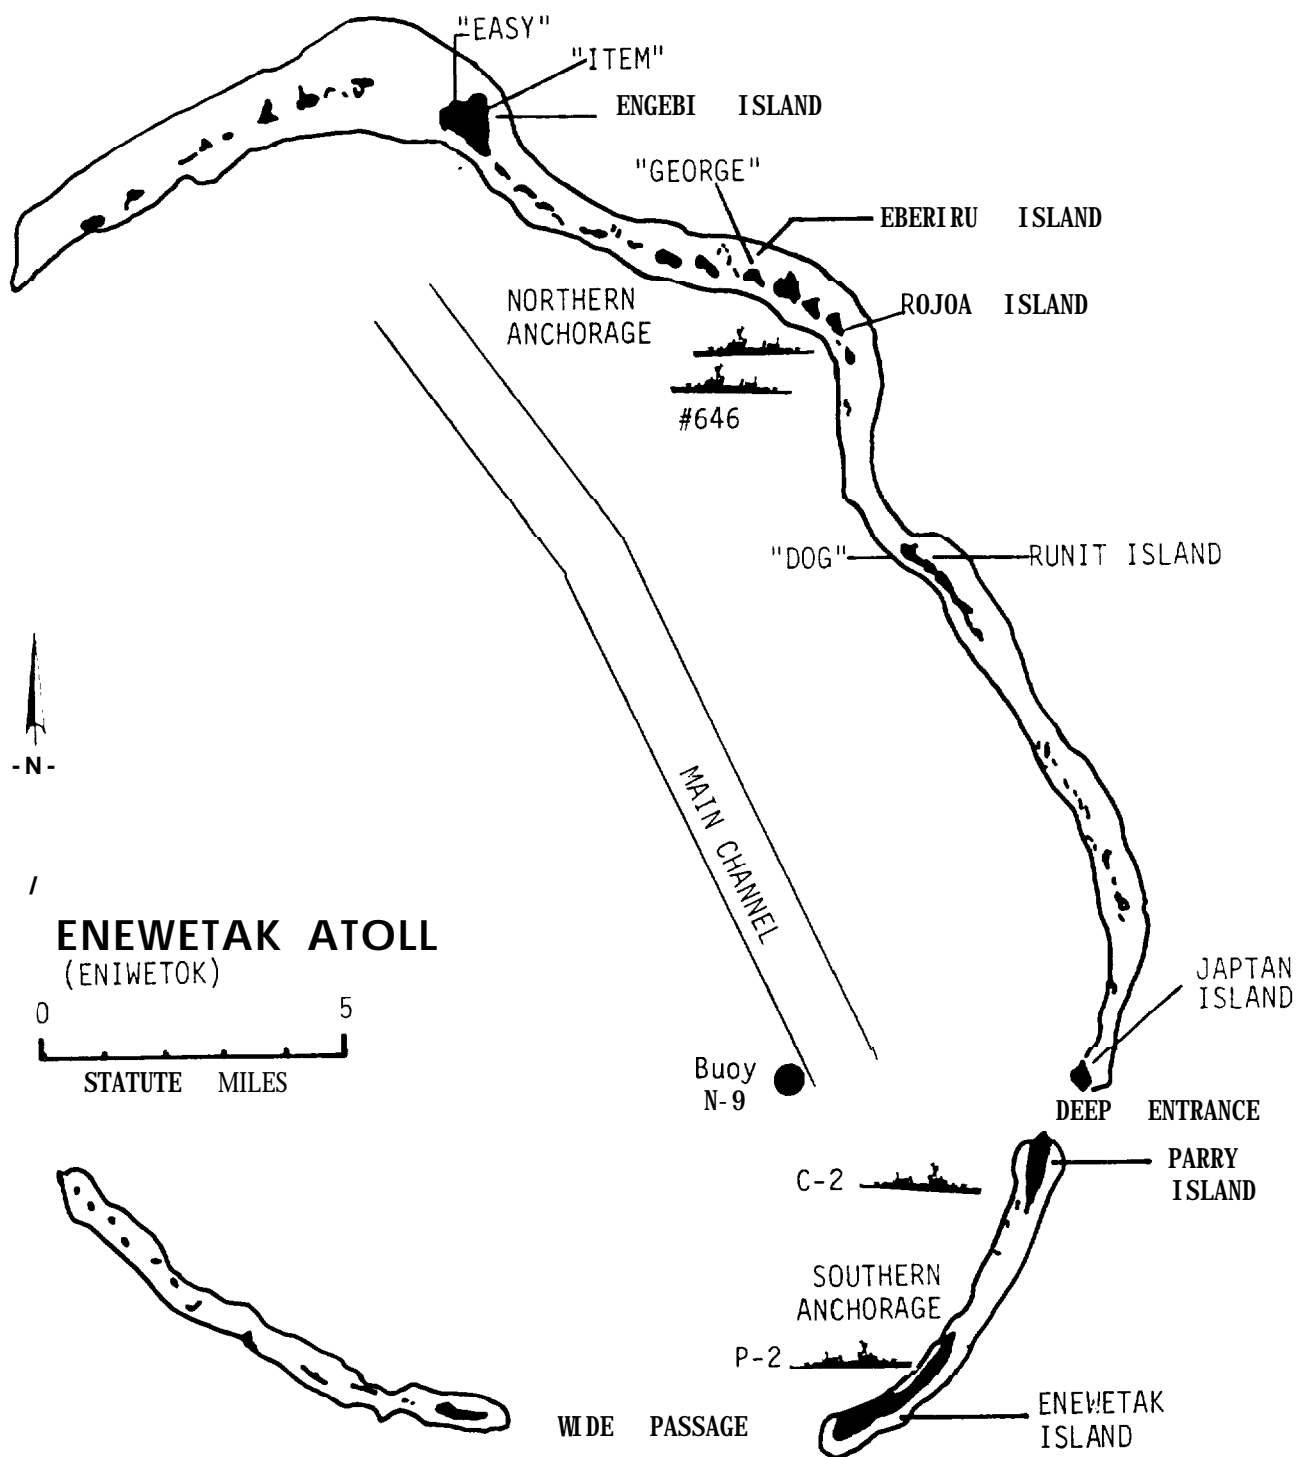 "EASY"
"ITEM"
ENGEBI ISLAND
"GEORGE"
EBERIRU ISLAND
NORTHERN
ANCHORAGE
ROJOA ISLAND
#646
"DOG"
RUNIT ISLAND
-N-
MAIN CHANNEL
ENEWETAK ATOLL
(ENIWETOK)
0 5
STATUTE MILES
JAPTAN
ISLAND
Buoy
N-9
DEEP ENTRANCE
PARRY
ISLAND
C-2
SOUTHERN
ANCHORAGE
P-2
WIDE PASSAGE
ENEWETAK
ISLAND